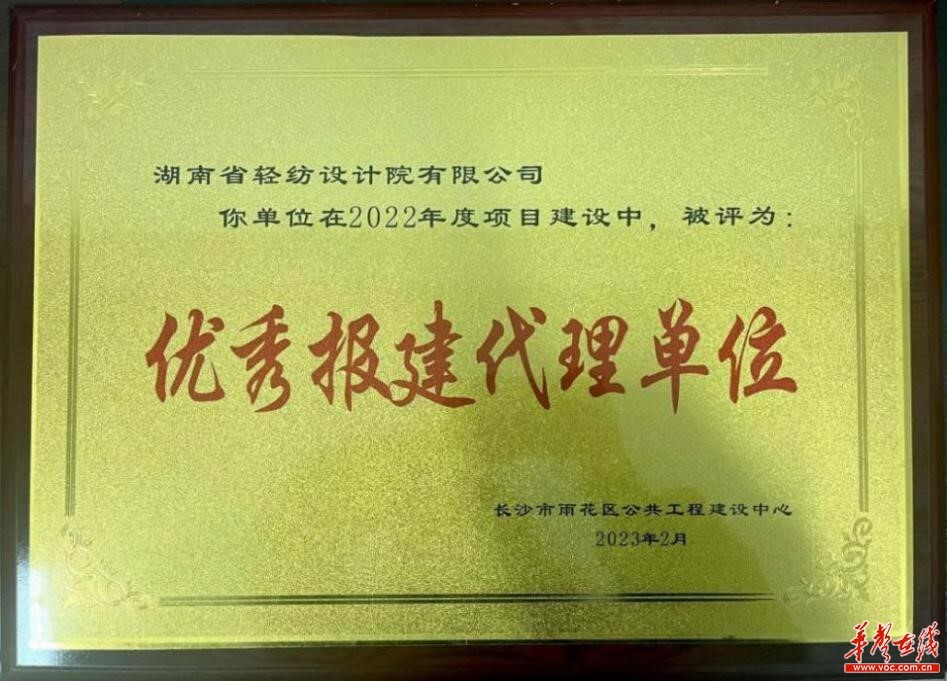 湖南省轻纺设计院有限公司
你单位在2022年度项目建设中，被评为：
优秀报建代理单位
长沙市雨花区公共工程建设中心
2023年2月
华声在线
www.voc.com.cn